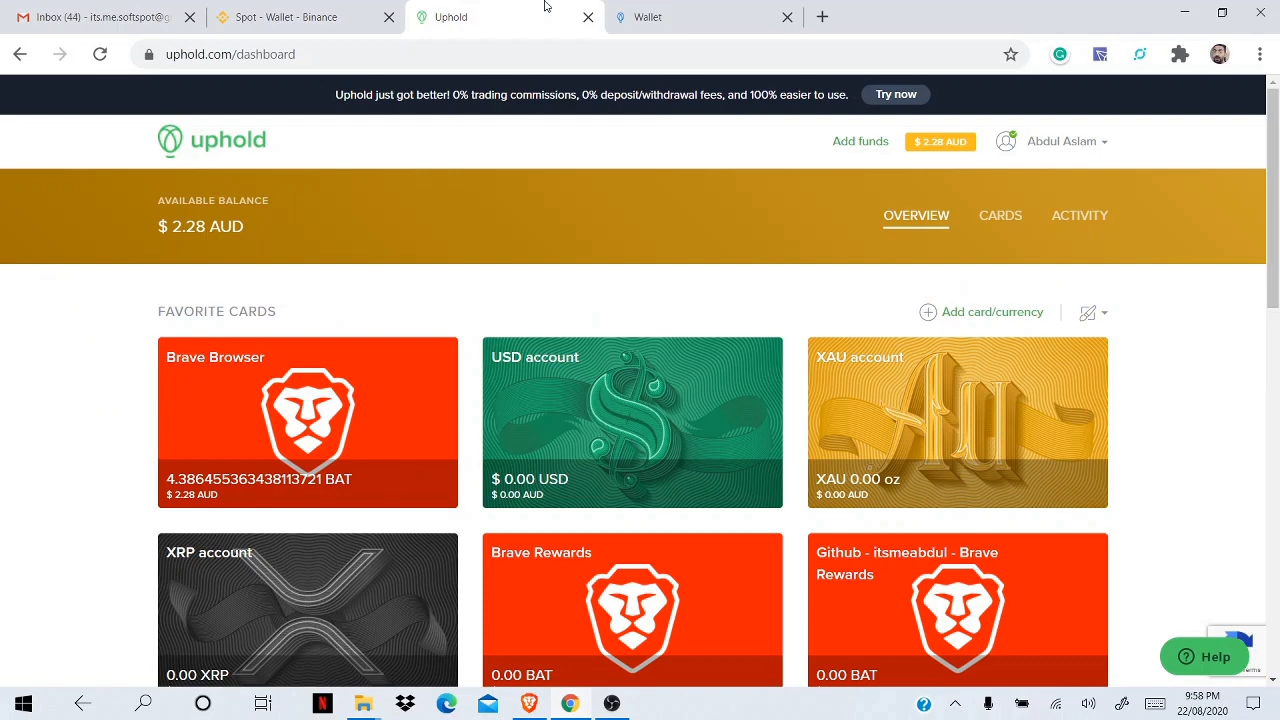 Inbox (44) - its.me.softspot@g
Spot - Wallet - Binance
Uphold
Wallet
uphold.com/dashboard
Uphold just got better! 0% trading commissions, 0% deposit/withdrawal fees, and 100% easier to use.
Try now
uphold
Add funds
$ 2.28 AUD
Abdul Aslam
AVAILABLE BALANCE
$ 2.28 AUD
OVERVIEW
CARDS
ACTIVITY
FAVORITE CARDS
Add card/currency
Brave Browser
4.386455363438113721 BAT
$ 2.28 AUD
USD account
$ 0.00 USD
$ 0.00 AUD
XAU account
Au
XAU 0.00 oz
$ 0.00 AUD
XRP account
0.00 XRP
Brave Rewards
0.00 BAT
Github - itsmeabdul - Brave
Rewards
0.00 BAT
Help
9:58 PM
22/08/2020